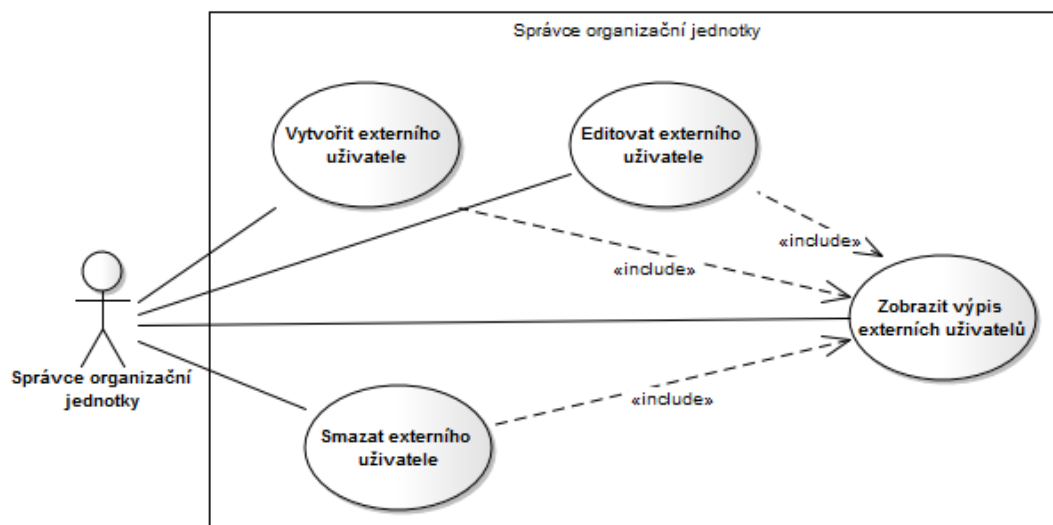 Správce organizační jednotky
Vytvořit externího
uživatele
Editovat externího
uživatele
«include»
«include»
Zobrazit výpis
externích uživatelů
Správce organizační
jednotky
«include»
Smazat externího
uživatele